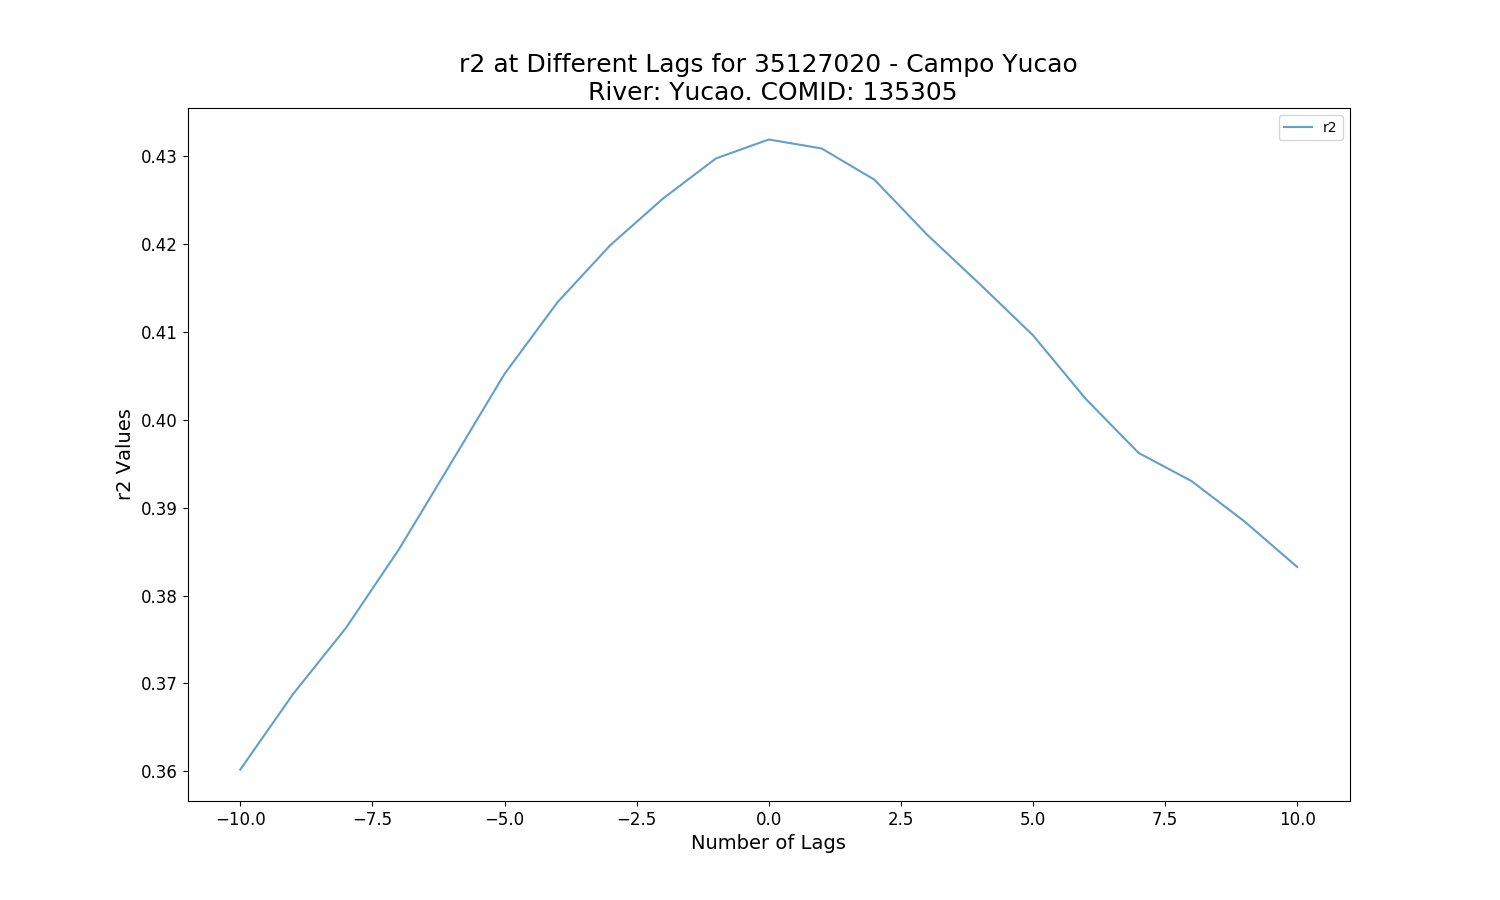 r2 at Different Lags for 35127020 - Campo Yucao
River: Yucao. COMID: 135305
r2
0.43
0.42
0.41
0.40
0.39
0.38
0.37
0.36
r2 Values
−10.0 −7.5 −5.0 −2.5 0.0 2.5 5.0 7.5 10.0
Number of Lags